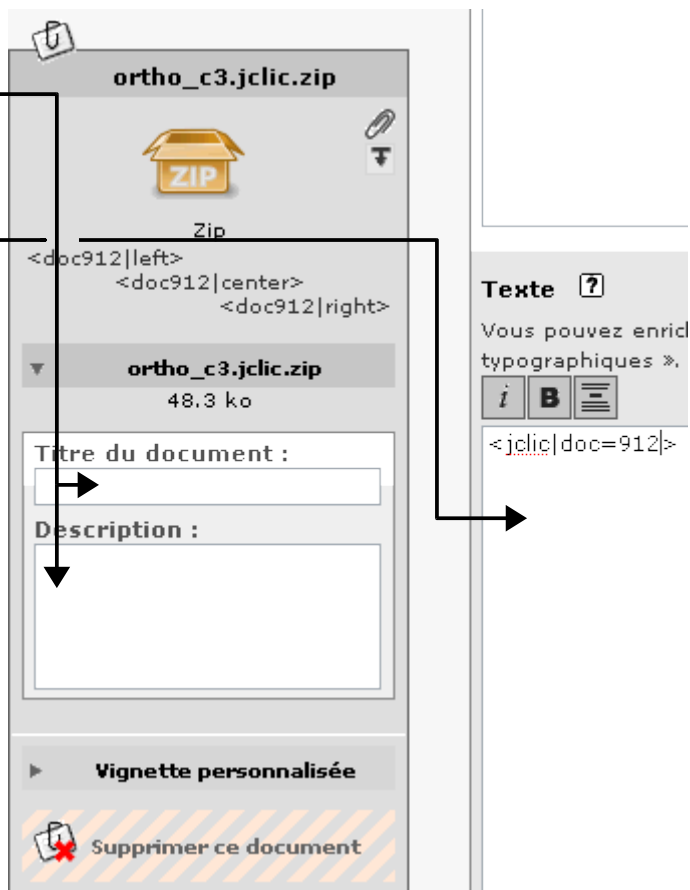 ortho_c3.jclic.zip
ZIP
Zip
<doc912|left>
<doc912|center>
<doc912|right>
ortho_c3.jclic.zip
48.3 ko
Titre du document :
Description :
Vignette personnalisée
Supprimer ce document
Texte ?
Vous pouvez enrich
typographiques ».
i B
<jclic|doc=912>